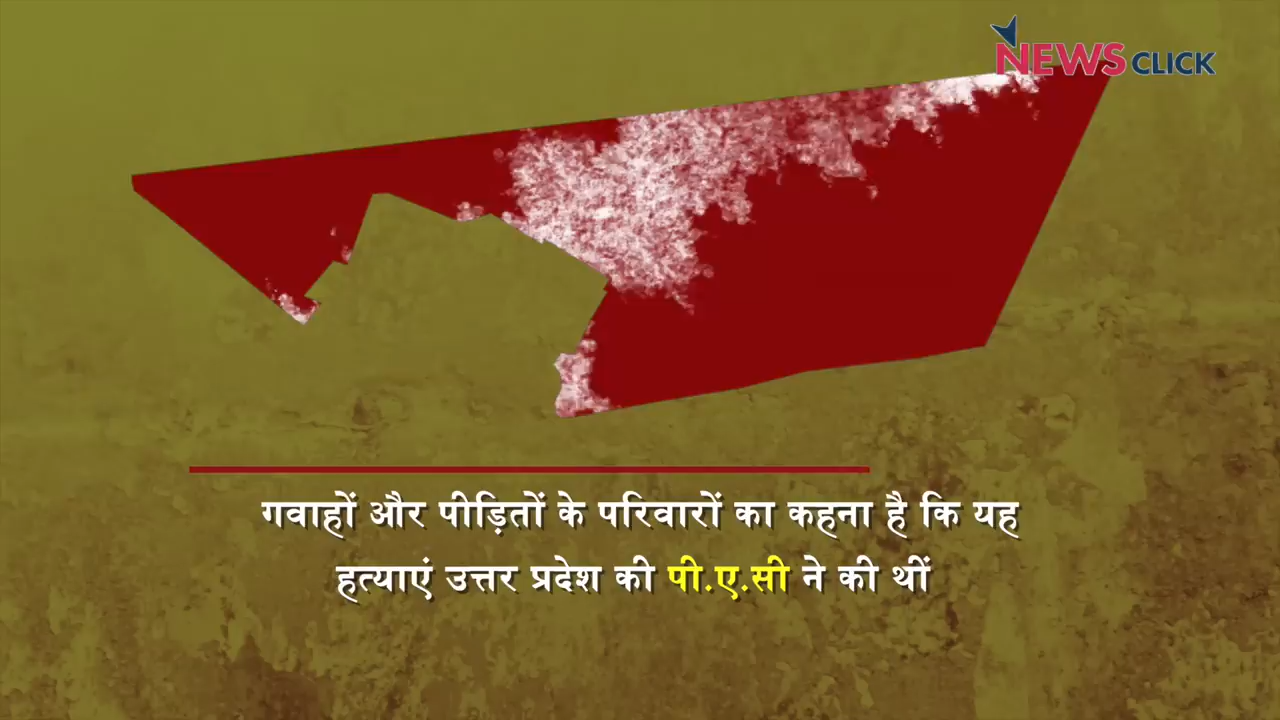 NEWSCLICK
गवाहों और पीड़ितों के परिवारों का कहना है कि यह
हत्याएं उत्तर प्रदेश की पी.ए.सी ने की थीं